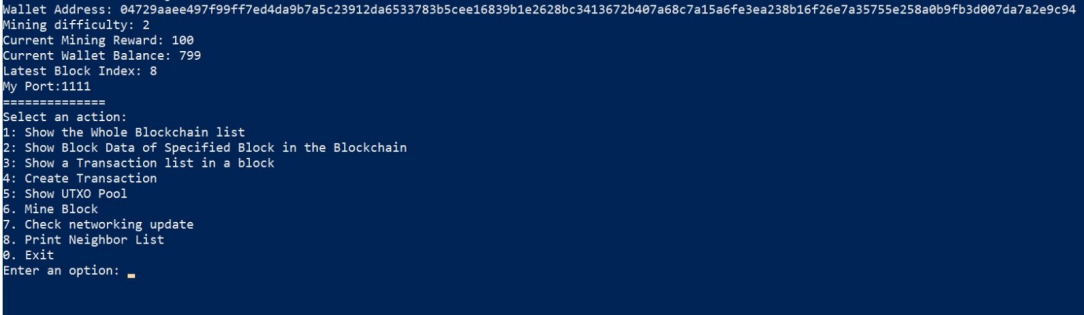 Wallet Address: 04729aaee497f99ff7ed4da9b7a5c23912da6533783b5cee16839b1e2628bc3413672b407a68c7a15a6fe3ea238b16f26e7a35755e258a0b9fb3d007da7a2e9c94
Mining difficulty: 2
Current Mining Reward: 100
Current Wallet Balance: 799
Latest Block Index: 8
My Port:1111
==============
Select an action:
1: Show the Whole Blockchain list
2: Show Block Data of Specified Block in the Blockchain
3: Show a Transaction list in a block
4: Create Transaction
5: Show UTXO Pool
6. Mine Block
7. Check networking update
8. Print Neighbor List
0. Exit
Enter an option: